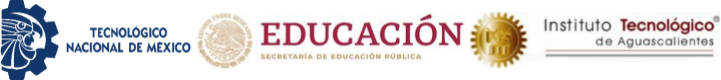 TECNOLÓGICO
NACIONAL DE MÉXICO
EDUCACIÓN
SECRETARÍA DE EDUCACIÓN PÚBLICA
Instituto Tecnológico
de Aguascalientes